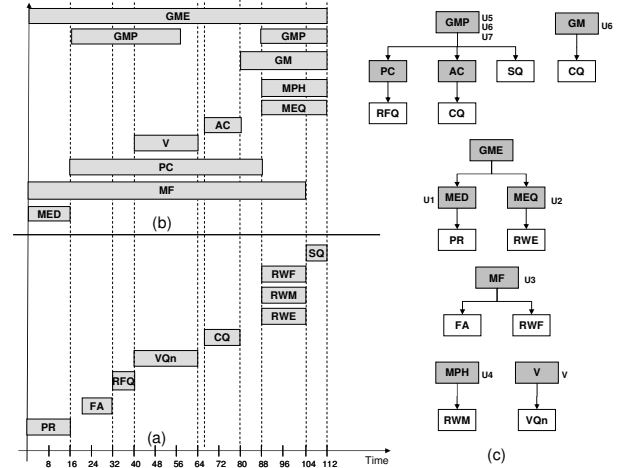 GME
GMP GMP
GM
MPH
MEQ
AC
V
PC
MF
MED
(b)
SQ
RWF
RWM
RWE
CQ
VQn
RFQ
FA
PR
(a)
8 16 24 32 40 48 56 64 72 80 88 96 104 112
Time
GMP U5 GM U6
U6
U7
PC AC SQ CQ
RFQ CQ
GME
U1 MED MEQ U2
PR RWE
MF U3
FA RWF
MPH U4 V V
RWM VQn
(c)